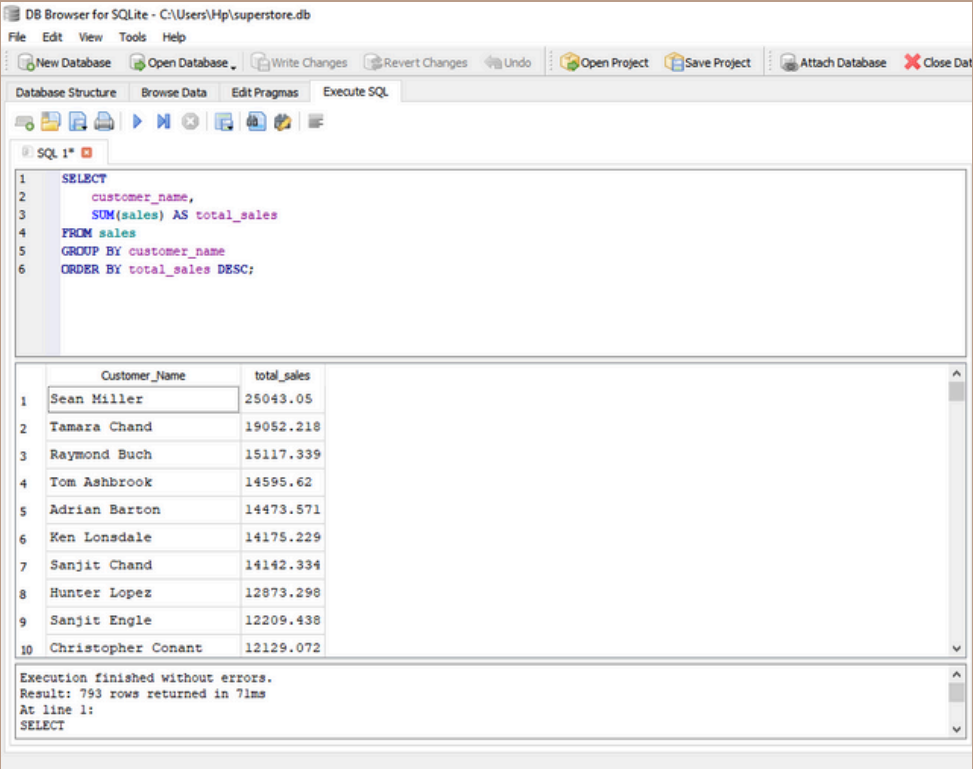 DB Browser for SQLite - C:\Users\Hp\superstore.db
File Edit View Tools Help
New Database Open Database Write Changes Revert Changes Undo Open Project Save Project Attach Database Close Dat
Database Structure Browse Data Edit Pragmas Execute SQL
SQL 1*
1 SELECT
2 customer_name,
3 SUM(sales) AS total_sales
4 FROM sales
5 GROUP BY customer_name
6 ORDER BY total_sales DESC;
Customer_Name total_sales
1 Sean Miller 25043.05
2 Tamara Chand 19052.218
3 Raymond Buch 15117.339
4 Tom Ashbrook 14595.62
5 Adrian Barton 14473.571
6 Ken Lonsdale 14175.229
7 Sanjit Chand 14142.334
8 Hunter Lopez 12873.298
9 Sanjit Engle 12209.438
10 Christopher Conant 12129.072
Execution finished without errors.
Result: 793 rows returned in 71ms
At line 1:
SELECT